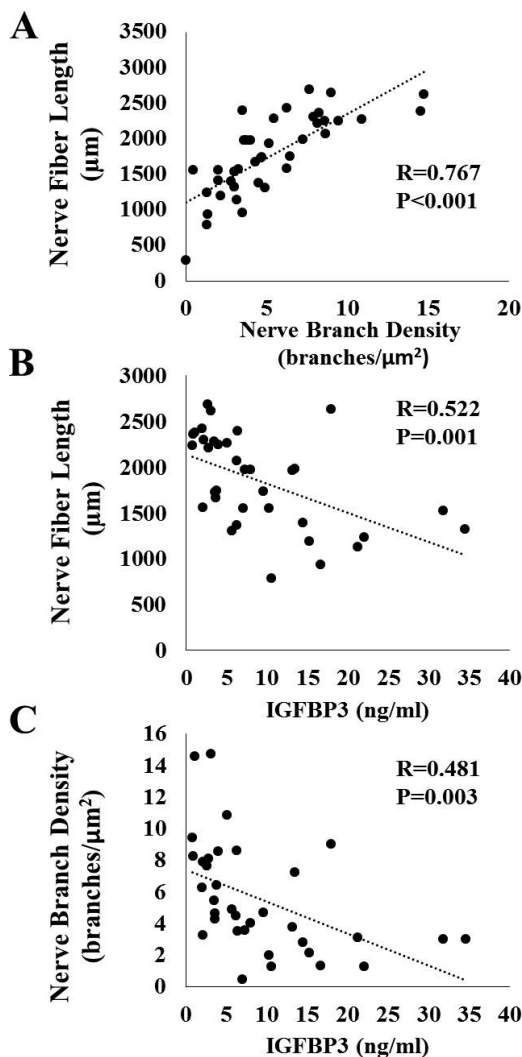 A
Nerve Fiber Length
(μm)
3500
3000
2500
2000
1500
1000
500
0
R=0.767
P<0.001
0 5 10 15 20
Nerve Branch Density
(branches/μm²)
B
Nerve Fiber Length
(μm)
3000
2500
2000
1500
1000
500
0
R=0.522
P=0.001
0 5 10 15 20 25 30 35 40
IGFBP3 (ng/ml)
C
Nerve Branch Density
(branches/μm²)
16
14
12
10
8
6
4
2
0
R=0.481
P=0.003
0 5 10 15 20 25 30 35 40
IGFBP3 (ng/ml)